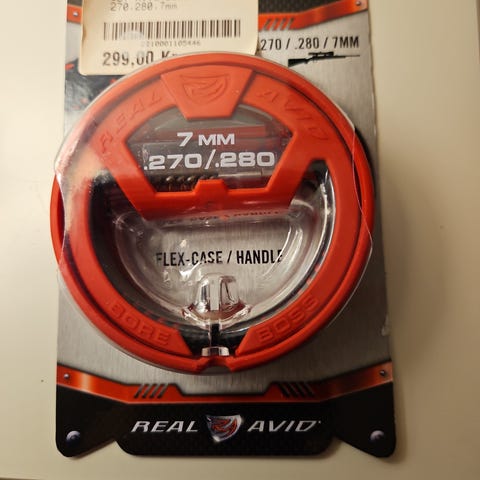 270.280.7mm
2210001105446
299,00 Kr
.270 / .280 / 7MM
REAL AVID
7 MM
.270/.280
FLEX-CASE / HANDLE
BORE BOSS
REAL AVID